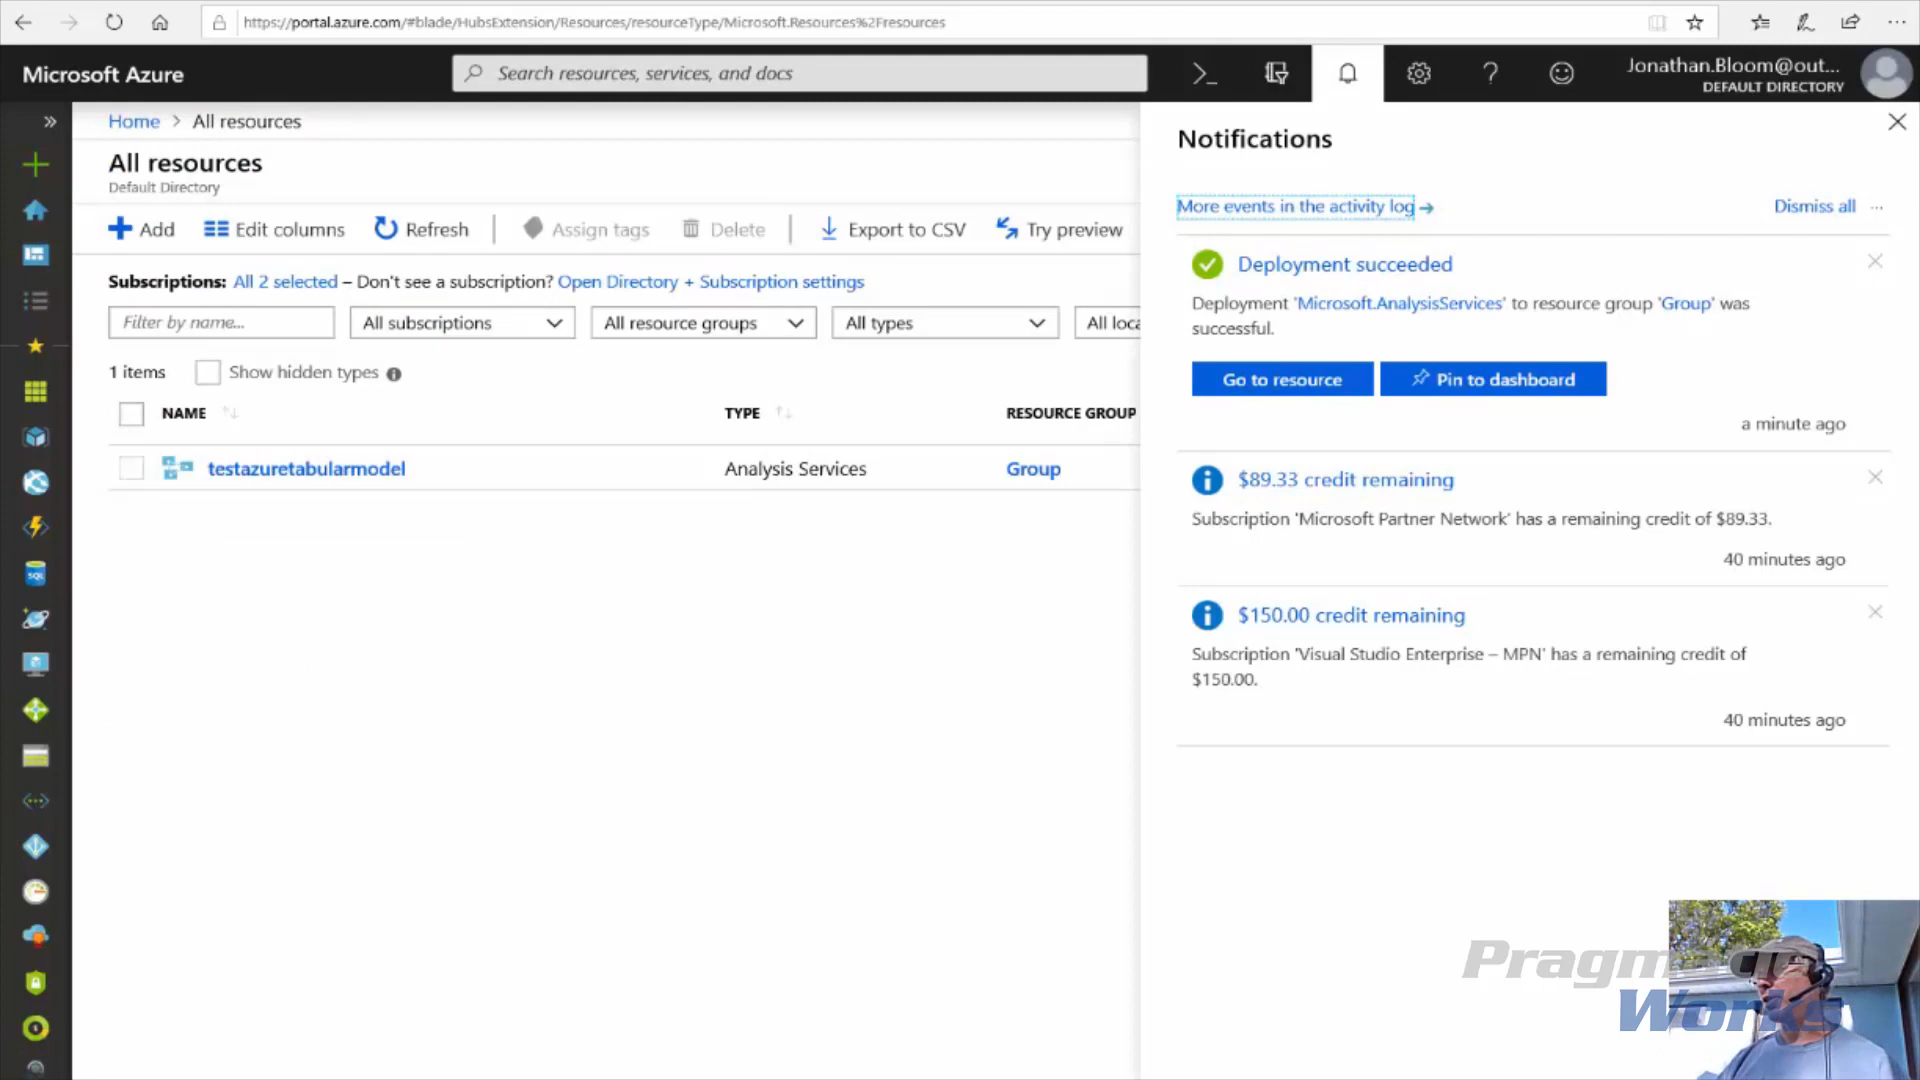 https://portal.azure.com/#blade/HubsExtension/Resources/resourceType/Microsoft.Resources%2Fresources
Microsoft Azure
Search resources, services, and docs
Jonathan.Bloom@out...
DEFAULT DIRECTORY
Home > All resources
All resources
Default Directory
Add
Edit columns
Refresh
Assign tags
Delete
Export to CSV
Try preview
Subscriptions: All 2 selected – Don't see a subscription? Open Directory + Subscription settings
Filter by name...
All subscriptions
All resource groups
All types
All loca
1 items
Show hidden types
NAME
TYPE
RESOURCE GROUP
testazuretabularmodel
Analysis Services
Group
Notifications
More events in the activity log
Dismiss all
Deployment succeeded
Deployment 'Microsoft.AnalysisServices' to resource group 'Group' was
successful.
Go to resource
Pin to dashboard
a minute ago
$89.33 credit remaining
Subscription 'Microsoft Partner Network' has a remaining credit of $89.33.
40 minutes ago
$150.00 credit remaining
Subscription 'Visual Studio Enterprise – MPN' has a remaining credit of
$150.00.
40 minutes ago
SQL
Works